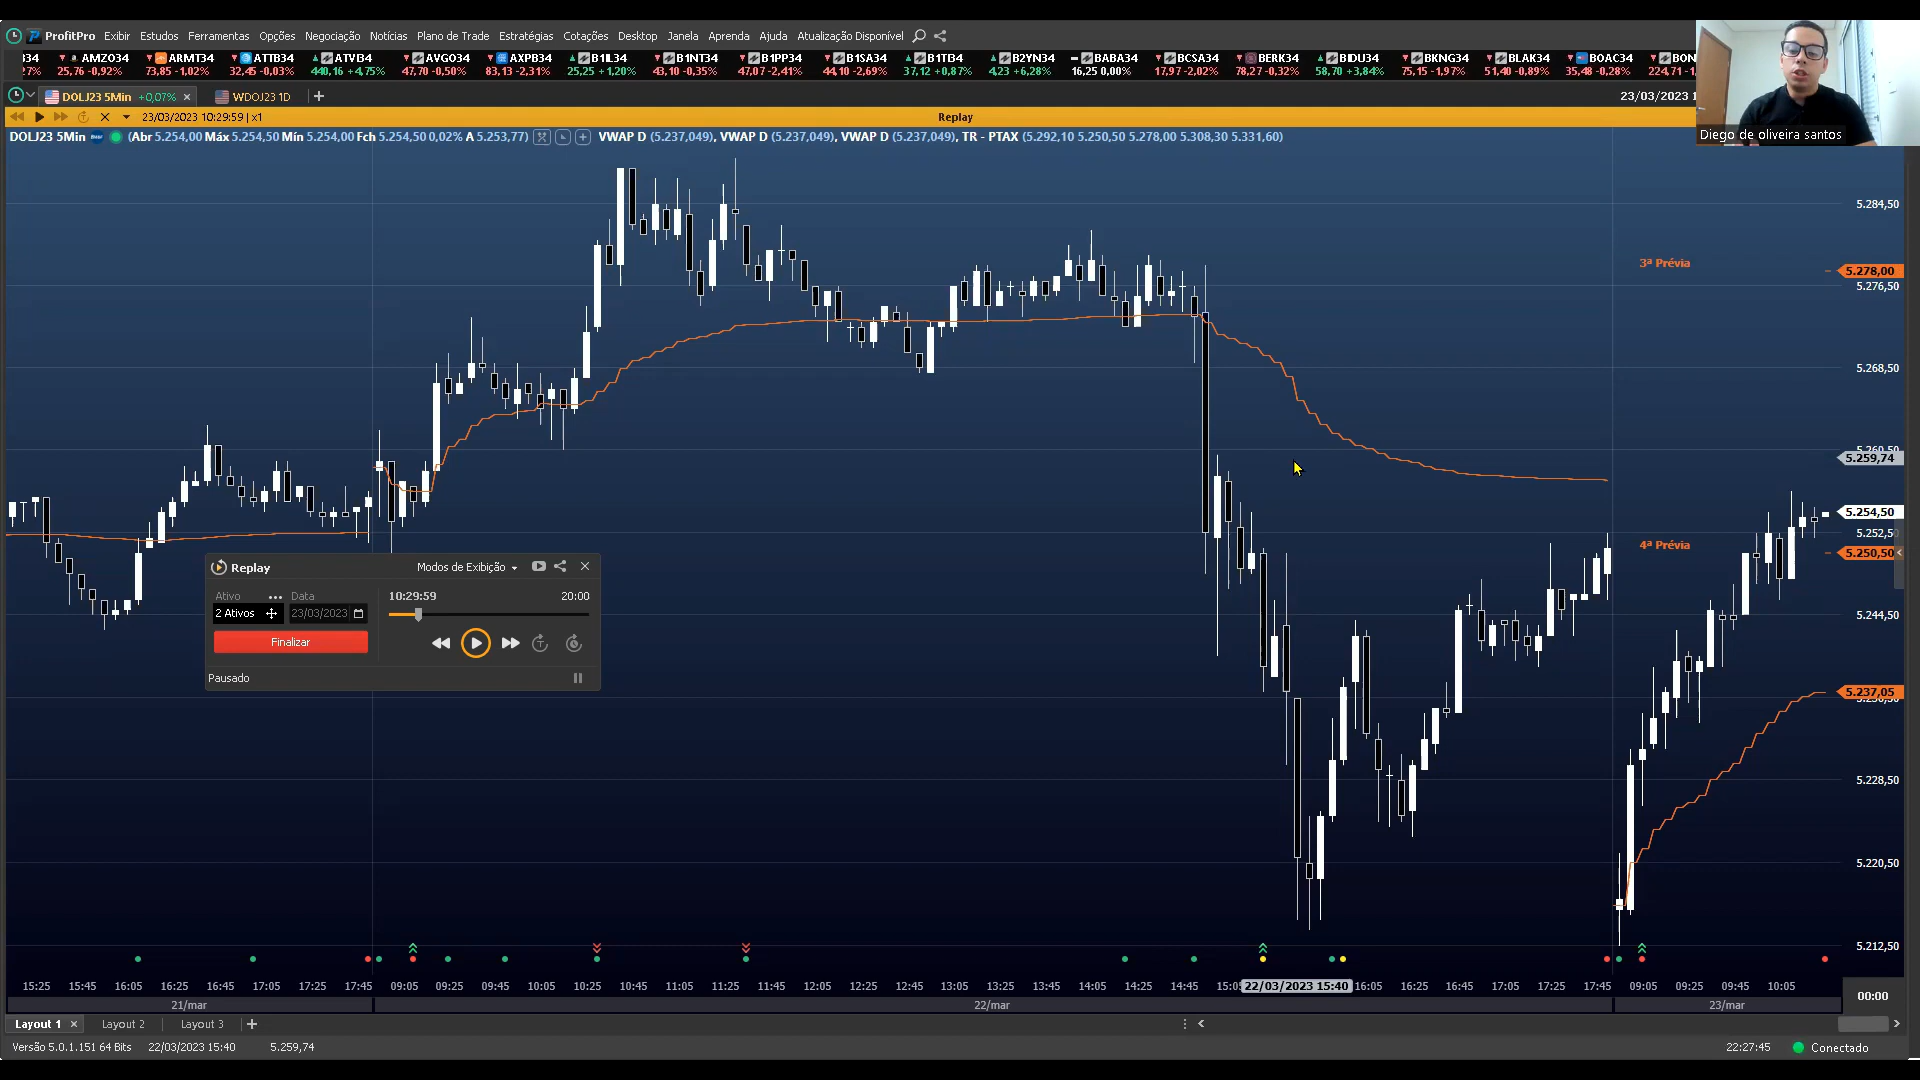 ProfitPro Exibir Estudos Ferramentas Opções Negociação Notícias Plano de Trade Estratégias Cotações Desktop Janela Aprenda Ajuda Atualização Disponível
334 AMZO34 ARMT34 ATTB34 ATVB34 AVGO34 AXPB34 B1IL34 B1NT34 B1PP34 B1SA34 B1TB34 B2YN34 BABA34 BCSA34 BERK34 BIDU34 BKNG34 BLAK34 BOAC34 BON
27% 25,76 -0,92% 73,85 -1,02% 32,45 -0,03% 440,16 +4,75% 47,70 -0,50% 83,13 -2,31% 25,25 +1,20% 43,10 -0,35% 47,07 -2,41% 44,10 -2,69% 37,12 +0,87% 4,23 +6,28% 16,25 0,00% 17,97 -2,02% 78,27 -0,32% 58,70 +3,84% 75,15 -1,97% 51,40 -0,89% 35,48 -0,28% 224,71 -1,
DOLJ23 5Min +0,07% × WDOJ23 1D + 23/03/2023 1
23/03/2023 10:29:59 | x1 Replay
Diego de oliveira santos
DOLJ23 5Min (Abr 5.254,00 Máx 5.254,50 Mín 5.254,00 Fch 5.254,50 0,02% A 5.253,77) VWAP D (5.237,049), VWAP D (5.237,049), VWAP D (5.237,049), TR - PTAX (5.292,10 5.250,50 5.278,00 5.308,30 5.331,60)
5.284,50
3ª Prévia
5.278,00
5.276,50
5.268,50
5.260,50
5.259,74
5.254,50
5.252,50
4ª Prévia
5.250,50
Replay Modos de Exibição
Ativo ... Data 10:29:59 20:00
2 Ativos 23/03/2023
5.244,50
Finalizar
Pausado
5.237,05
5.228,50
5.220,50
5.212,50
15:25 15:45 16:05 16:25 16:45 17:05 17:25 17:45 09:05 09:25 09:45 10:05 10:25 10:45 11:05 11:25 11:45 12:05 12:25 12:45 13:05 13:25 13:45 14:05 14:25 14:45 15:05 22/03/2023 15:40 16:05 16:25 16:45 17:05 17:25 17:45 09:05 09:25 09:45 10:05
00:00
21/mar 22/mar 23/mar
Layout 1 × Layout 2 Layout 3 +
Versão 5.0.1.151 64 Bits 22/03/2023 15:40 5.259,74 22:27:45 Conectado